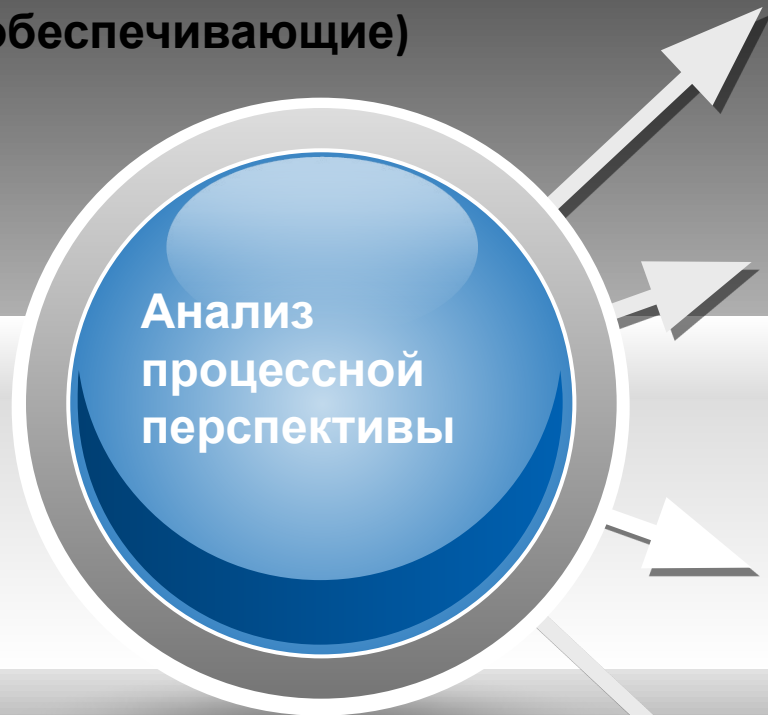 обеспечивающие)
Анализ
процессной
перспективы